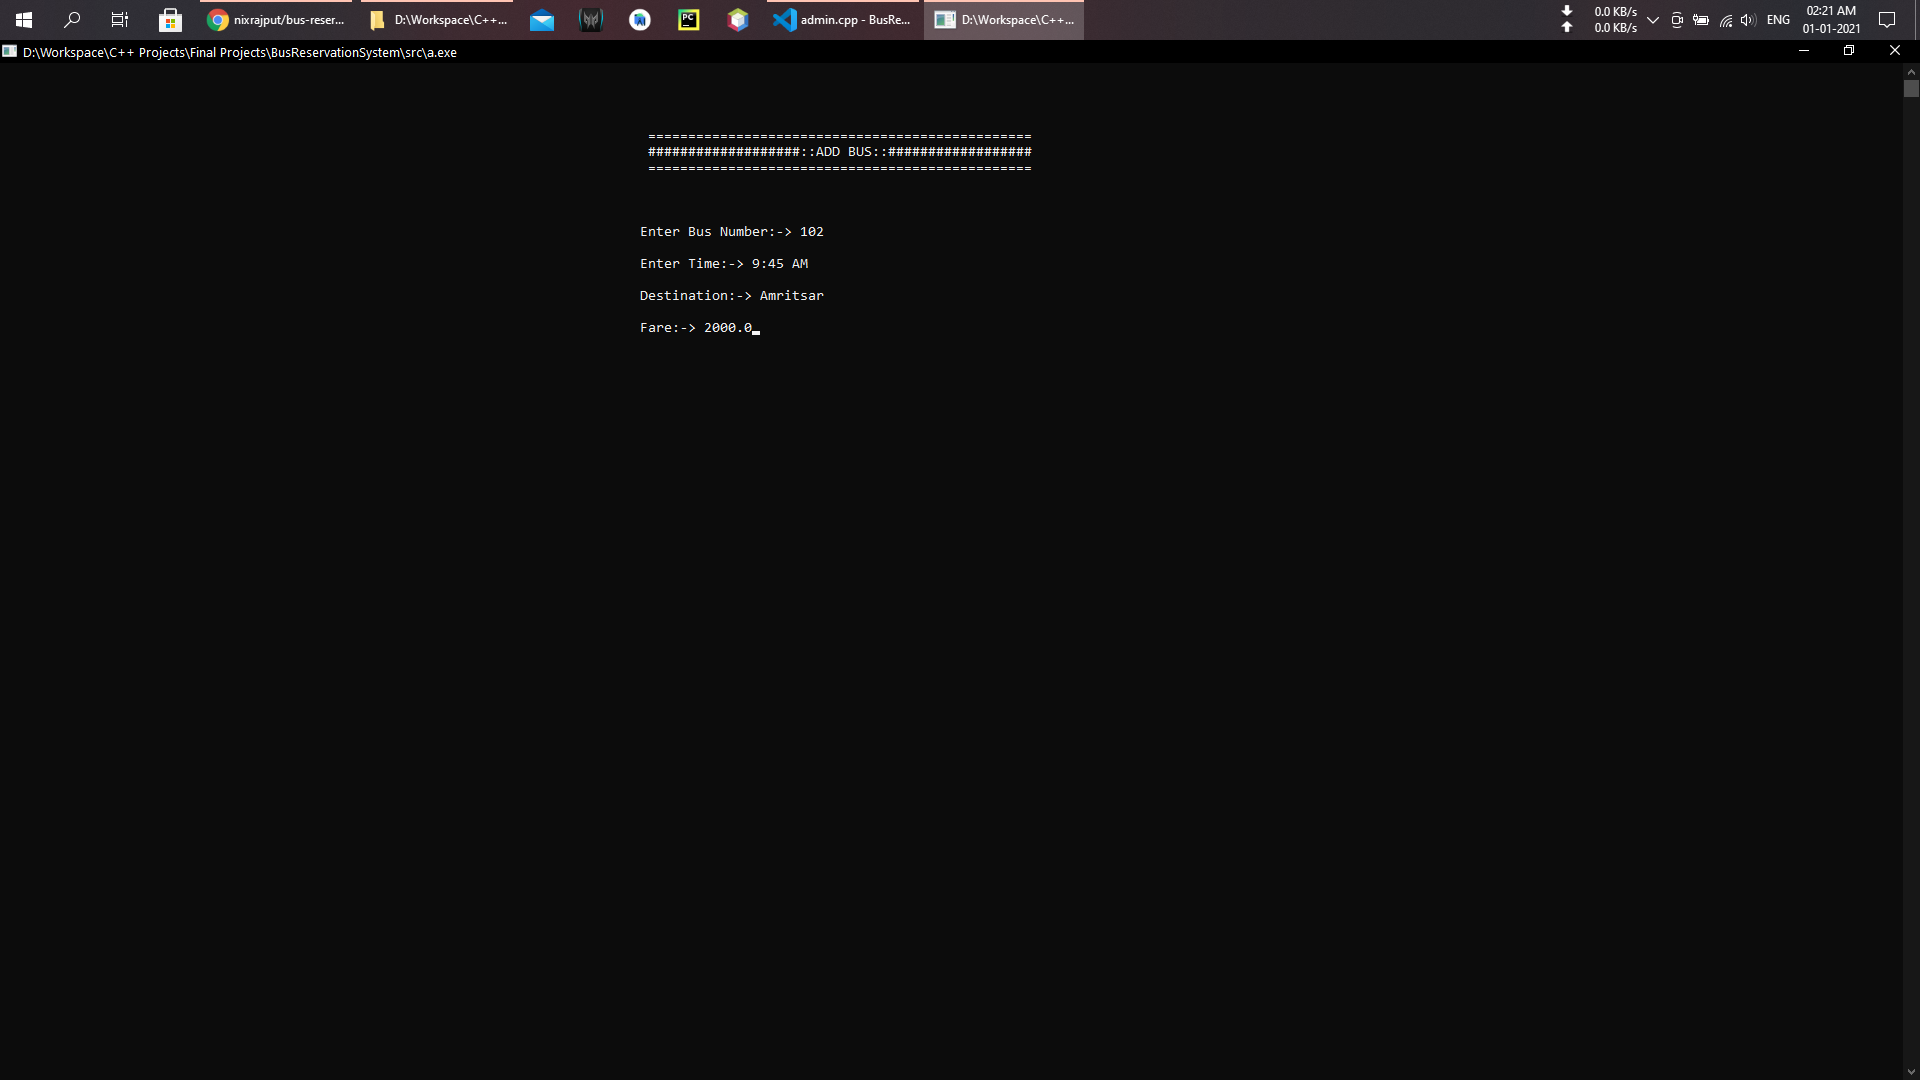 nixrajput/bus-reser...
D:\Workspace\C++...
admin.cpp - BusRe...
D:\Workspace\C++...
0.0 KB/s
0.0 KB/s
ENG
02:21 AM
01-01-2021
D:\Workspace\C++ Projects\Final Projects\BusReservationSystem\src\a.exe
================================================
###################::ADD BUS::##################
================================================
Enter Bus Number:-> 102
Enter Time:-> 9:45 AM
Destination:-> Amritsar
Fare:-> 2000.0